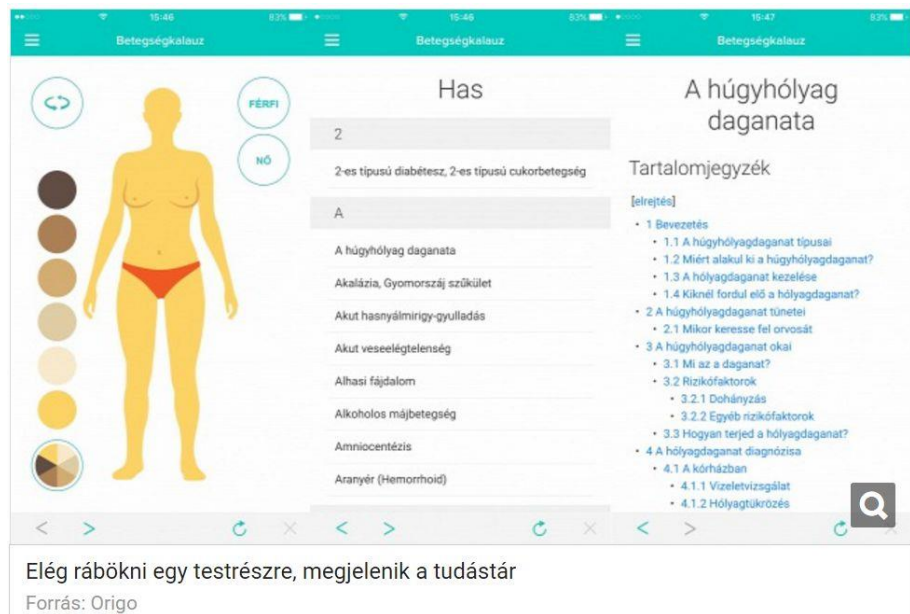 15:46
83%
Betegségkalauz
FÉRFI
NŐ
15:46
83%
Betegségkalauz
Has
2
2-es típusú diabétesz, 2-es típusú cukorbetegség
A
A húgyhólyag daganata
Akalázia, Gyomorszáj szűkület
Akut hasnyálmirigy-gyulladás
Akut veseelégtelenség
Alhasi fájdalom
Alkoholos májbetegség
Amniocentézis
Aranyér (Hemorrhoid)
15:47
83%
Betegségkalauz
A húgyhólyag
daganata
Tartalomjegyzék
[elrejtés]
1 Bevezetés
1.1 A húgyhólyagdaganat típusai
1.2 Miért alakul ki a húgyhólyagdaganat?
1.3 A hólyagdaganat kezelése
1.4 Kiknél fordul elő a hólyagdaganat?
2 A húgyhólyagdaganat tünetei
2.1 Mikor keresse fel orvosát
3 A húgyhólyagdaganat okai
3.1 Mi az a daganat?
3.2 Rizikófaktorok
3.2.1 Dohányzás
3.2.2 Egyéb rizikófaktorok
3.3 Hogyan terjed a hólyagdaganat?
4 A hólyagdaganat diagnózisa
4.1 A kórházban
4.1.1 Vizeletvizsgálat
4.1.2 Hólyagtükrözés
Elég rábökni egy testrészre, megjelenik a tudástár
Forrás: Origo